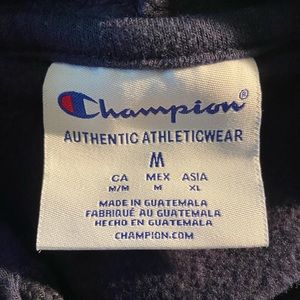 Champion®
AUTHENTIC ATHLETICWEAR
M
CA MEX ASIA
M/M M XL
MADE IN GUATEMALA
FABRIQUÉ AU GUATEMALA
HECHO EN GUATEMALA
CHAMPION.COM